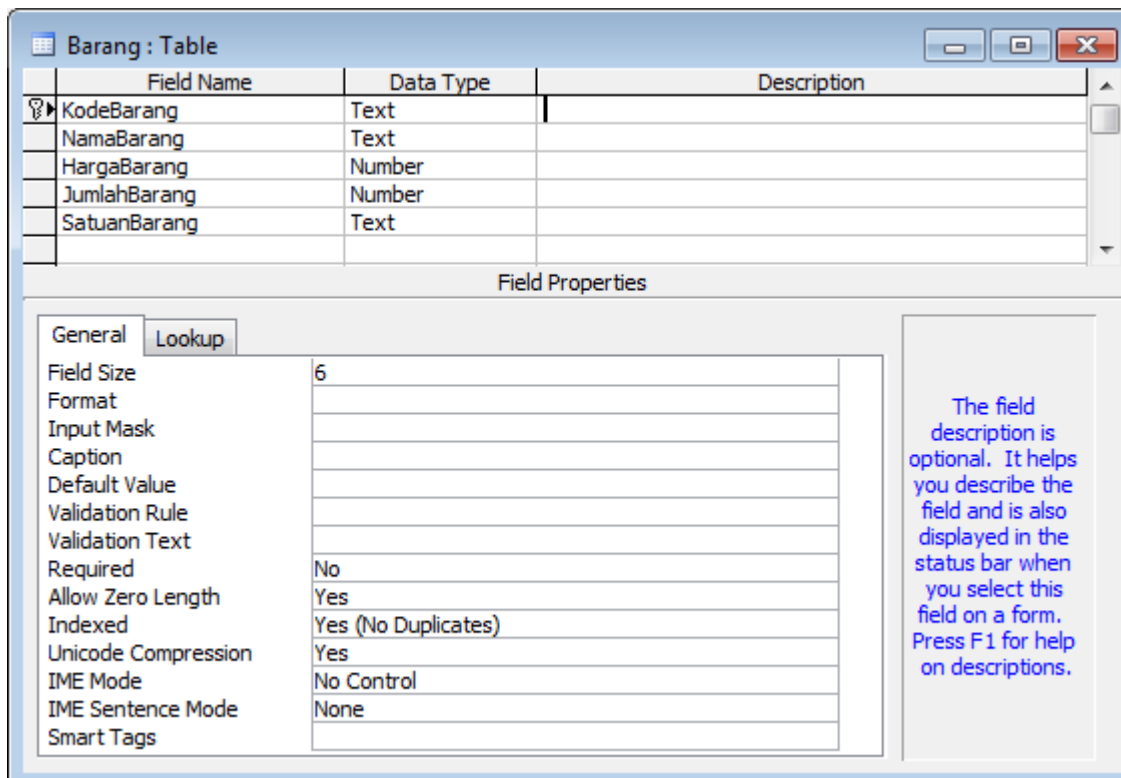 Barang : Table
Field Name Data Type Description
KodeBarang Text
NamaBarang Text
HargaBarang Number
JumlahBarang Number
SatuanBarang Text
Field Properties
General Lookup
Field Size 6
Format
Input Mask
Caption
Default Value
Validation Rule
Validation Text
Required No
Allow Zero Length Yes
Indexed Yes (No Duplicates)
Unicode Compression Yes
IME Mode No Control
IME Sentence Mode None
Smart Tags
The field
description is
optional. It helps
you describe the
field and is also
displayed in the
status bar when
you select this
field on a form.
Press F1 for help
on descriptions.